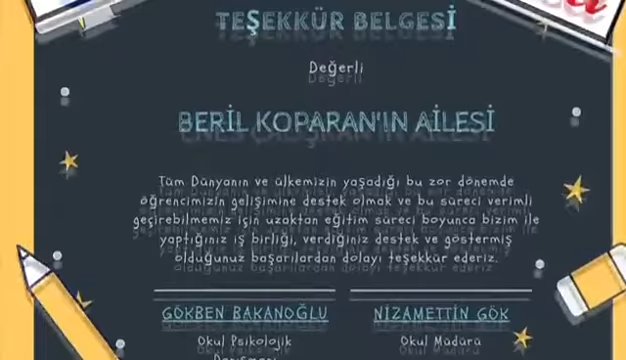 TEŞEKKÜR BELGESİ
Değerli
BERİL KOPARAN'IN AİLESİ
Tüm Dünyanın ve ülkemizin yaşadığı bu zor dönemde
öğrencimizin gelişimine destek olmak ve bu süreci verimli
geçirebilmemiz için uzaktan eğitim süreci boyunca bizim ile
yaptığınız iş birliği, verdiğiniz destek ve göstermiş
olduğunuz başarılardan dolayı teşekkür ederiz.
GÖKBEN BAKANOĞLU NİZAMETTİN GÖK
Okul Psikolojik Okul Müdürü